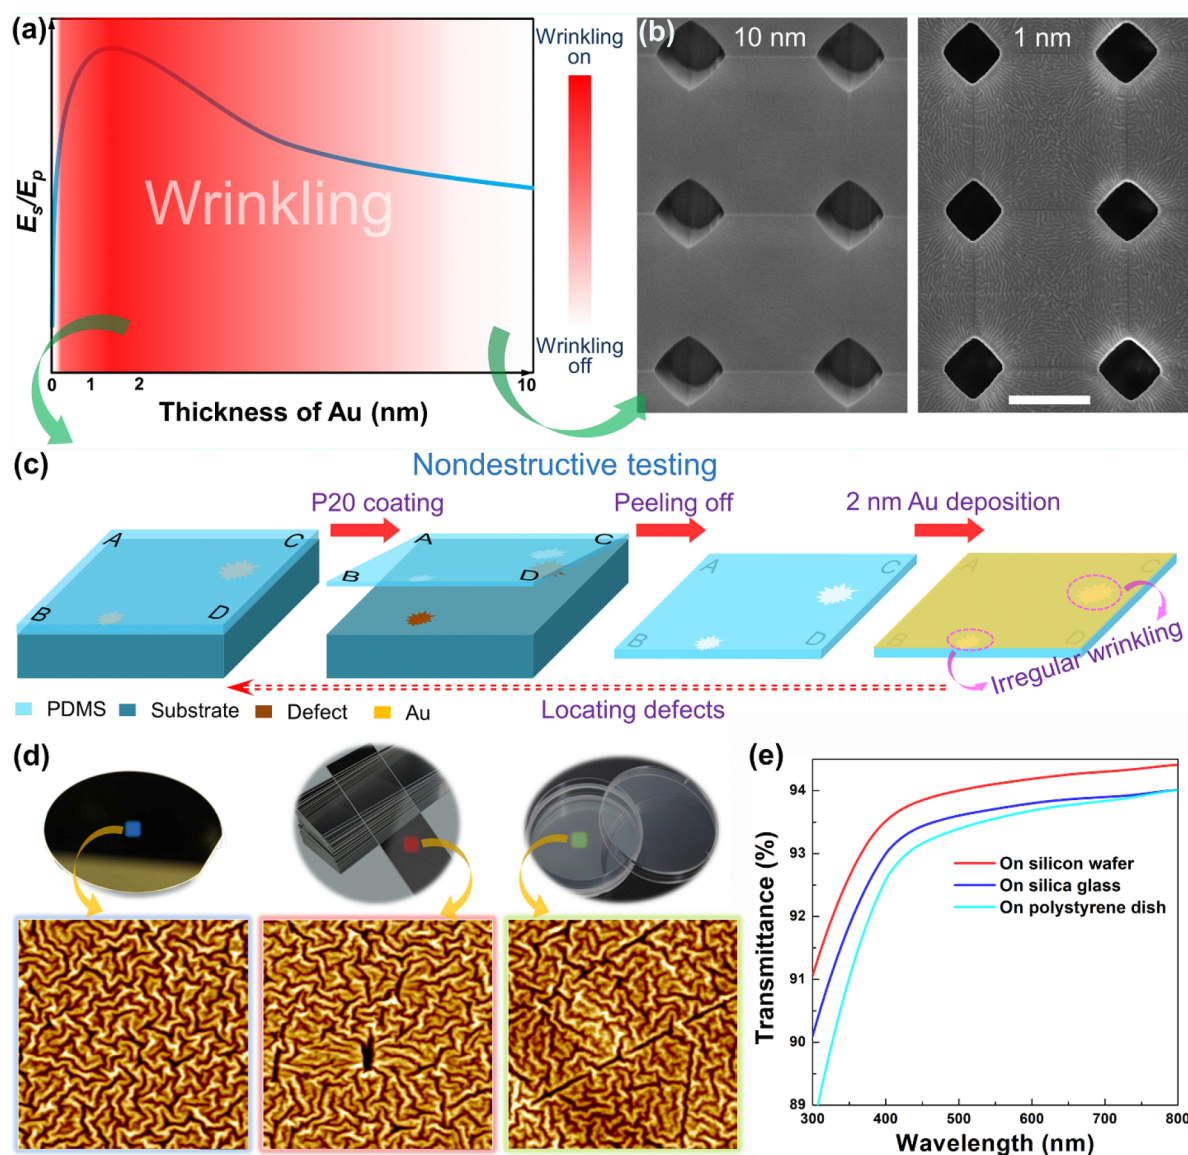 (a)
Wrinkling
on
Wrinkling
Wrinkling
off
Es/Ep
0 1 2 10
Thickness of Au (nm)
(b)
10 nm
1 nm
(c)
Nondestructive testing
P20 coating
Peeling off
2 nm Au deposition
A C
B D
A C
B D
A C
B D
A C
B D
Irregular wrinkling
Locating defects
PDMS Substrate Defect Au
(d)
(e)
Transmittance (%)
94
93
92
91
90
89
On silicon wafer
On silica glass
On polystyrene dish
300 400 500 600 700 800
Wavelength (nm)